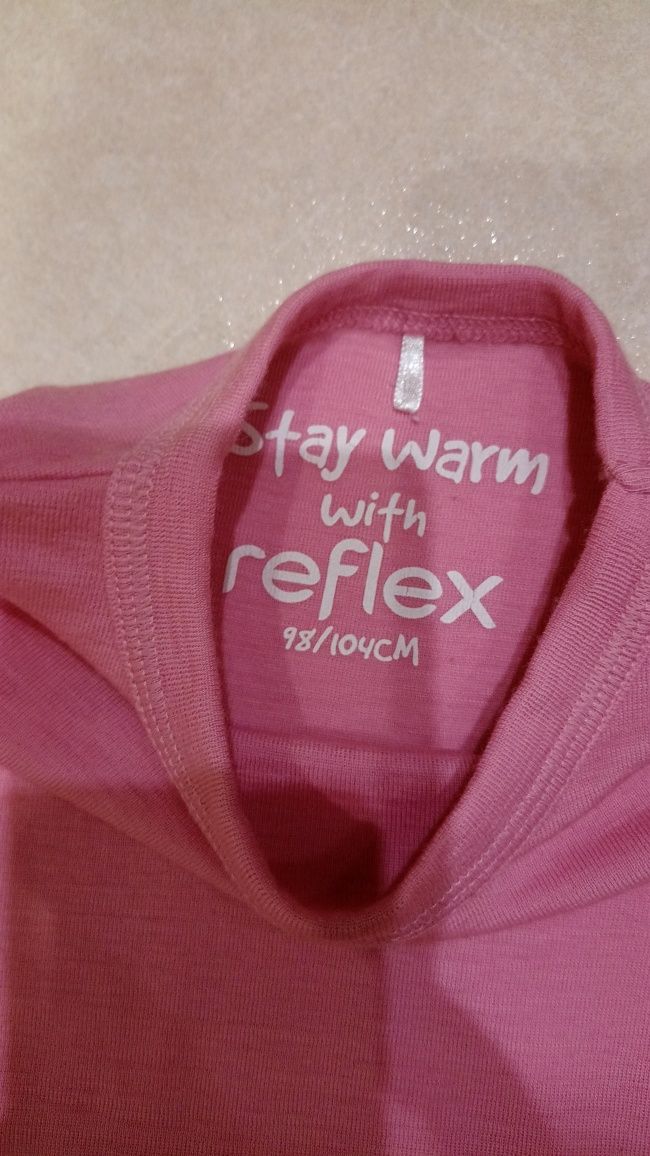 Stay warm
with
reflex
98/104CM